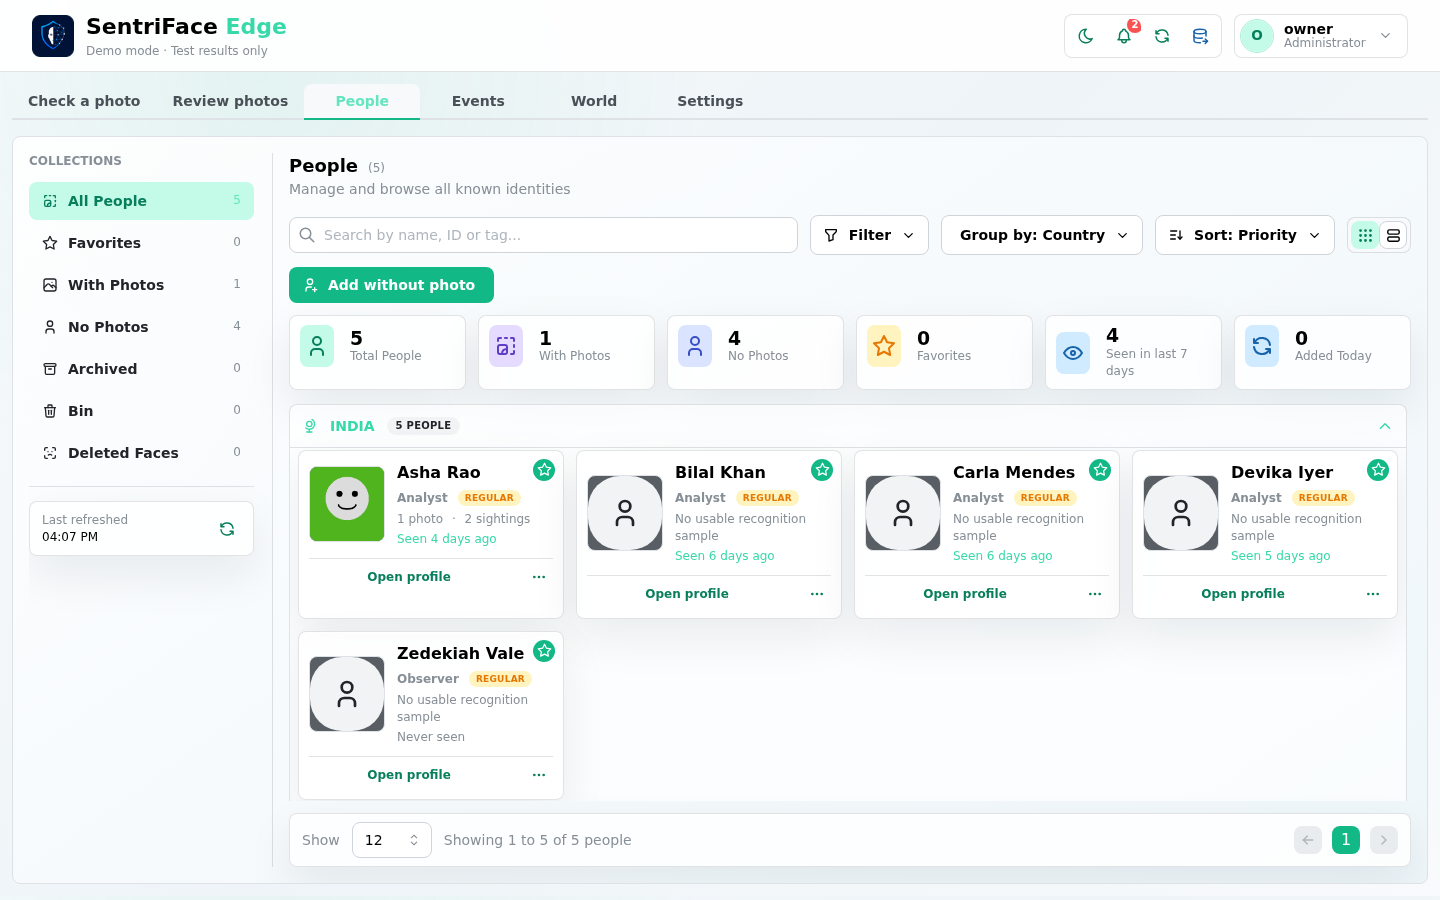 SentriFace Edge
Demo mode · Test results only
2
O
owner
Administrator
Check a photo
Review photos
People
Events
World
Settings
COLLECTIONS
All People 5
Favorites 0
With Photos 1
No Photos 4
Archived 0
Bin 0
Deleted Faces 0
Last refreshed
04:07 PM
People (5)
Manage and browse all known identities
Search by name, ID or tag...
Filter
Group by: Country
Sort: Priority
Add without photo
5
Total People
1
With Photos
4
No Photos
0
Favorites
4
Seen in last 7
days
0
Added Today
INDIA 5 PEOPLE
Asha Rao
Analyst REGULAR
1 photo · 2 sightings
Seen 4 days ago
Open profile
Bilal Khan
Analyst REGULAR
No usable recognition
sample
Seen 6 days ago
Open profile
Carla Mendes
Analyst REGULAR
No usable recognition
sample
Seen 6 days ago
Open profile
Devika Iyer
Analyst REGULAR
No usable recognition
sample
Seen 5 days ago
Open profile
Zedekiah Vale
Observer REGULAR
No usable recognition
sample
Never seen
Open profile
Show 12 Showing 1 to 5 of 5 people
1